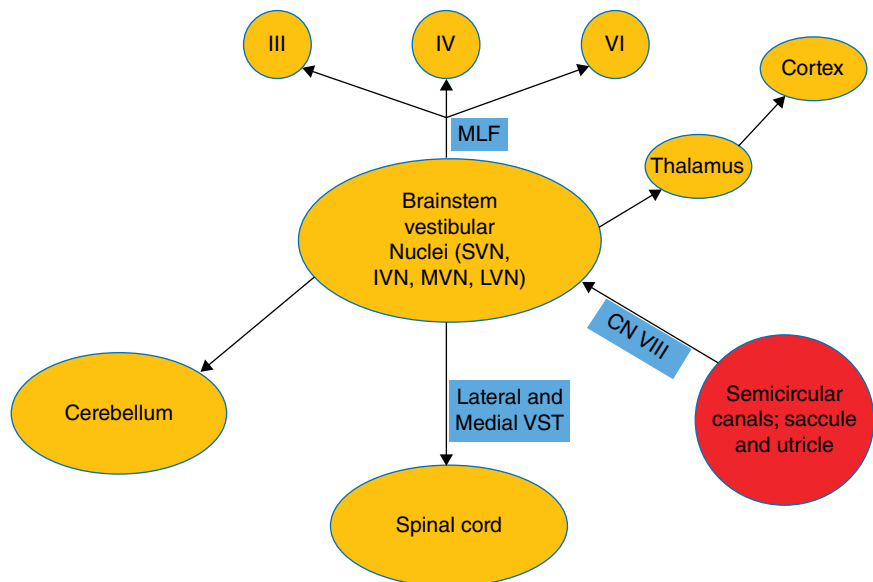 III
IV
VI
Cortex
MLF
Thalamus
Brainstem
vestibular
Nuclei (SVN,
IVN, MVN, LVN)
CN VIII
Cerebellum
Lateral and
Medial VST
Semicircular
canals; saccule
and utricle
Spinal cord